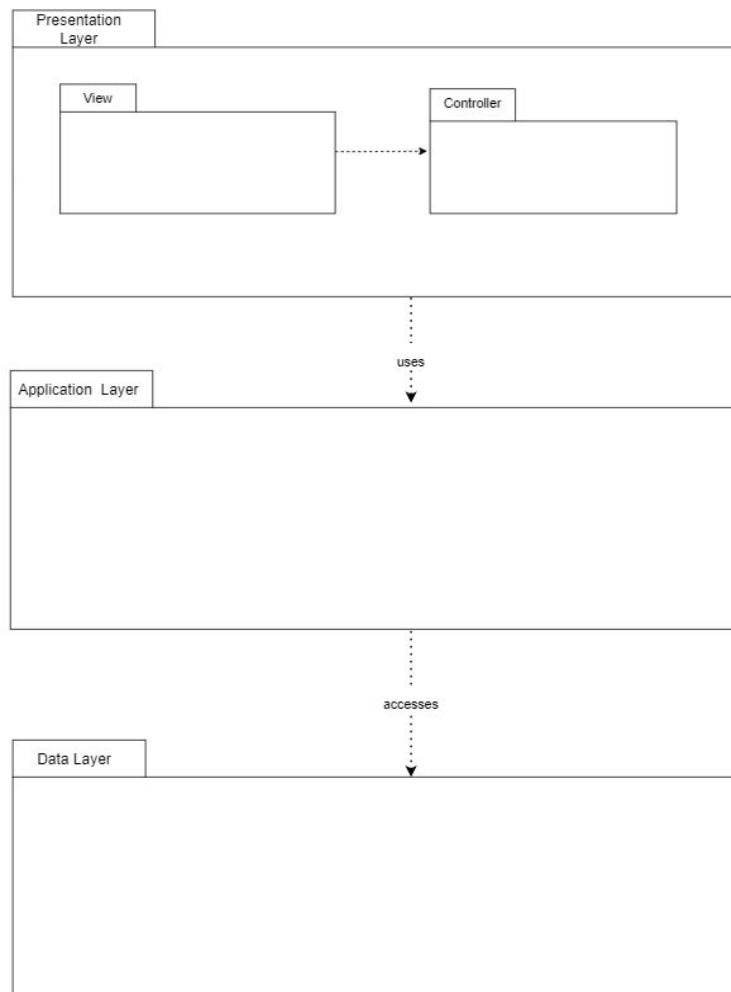 Presentation
Layer
View
Controller
uses
Application  Layer
accesses
Data Layer